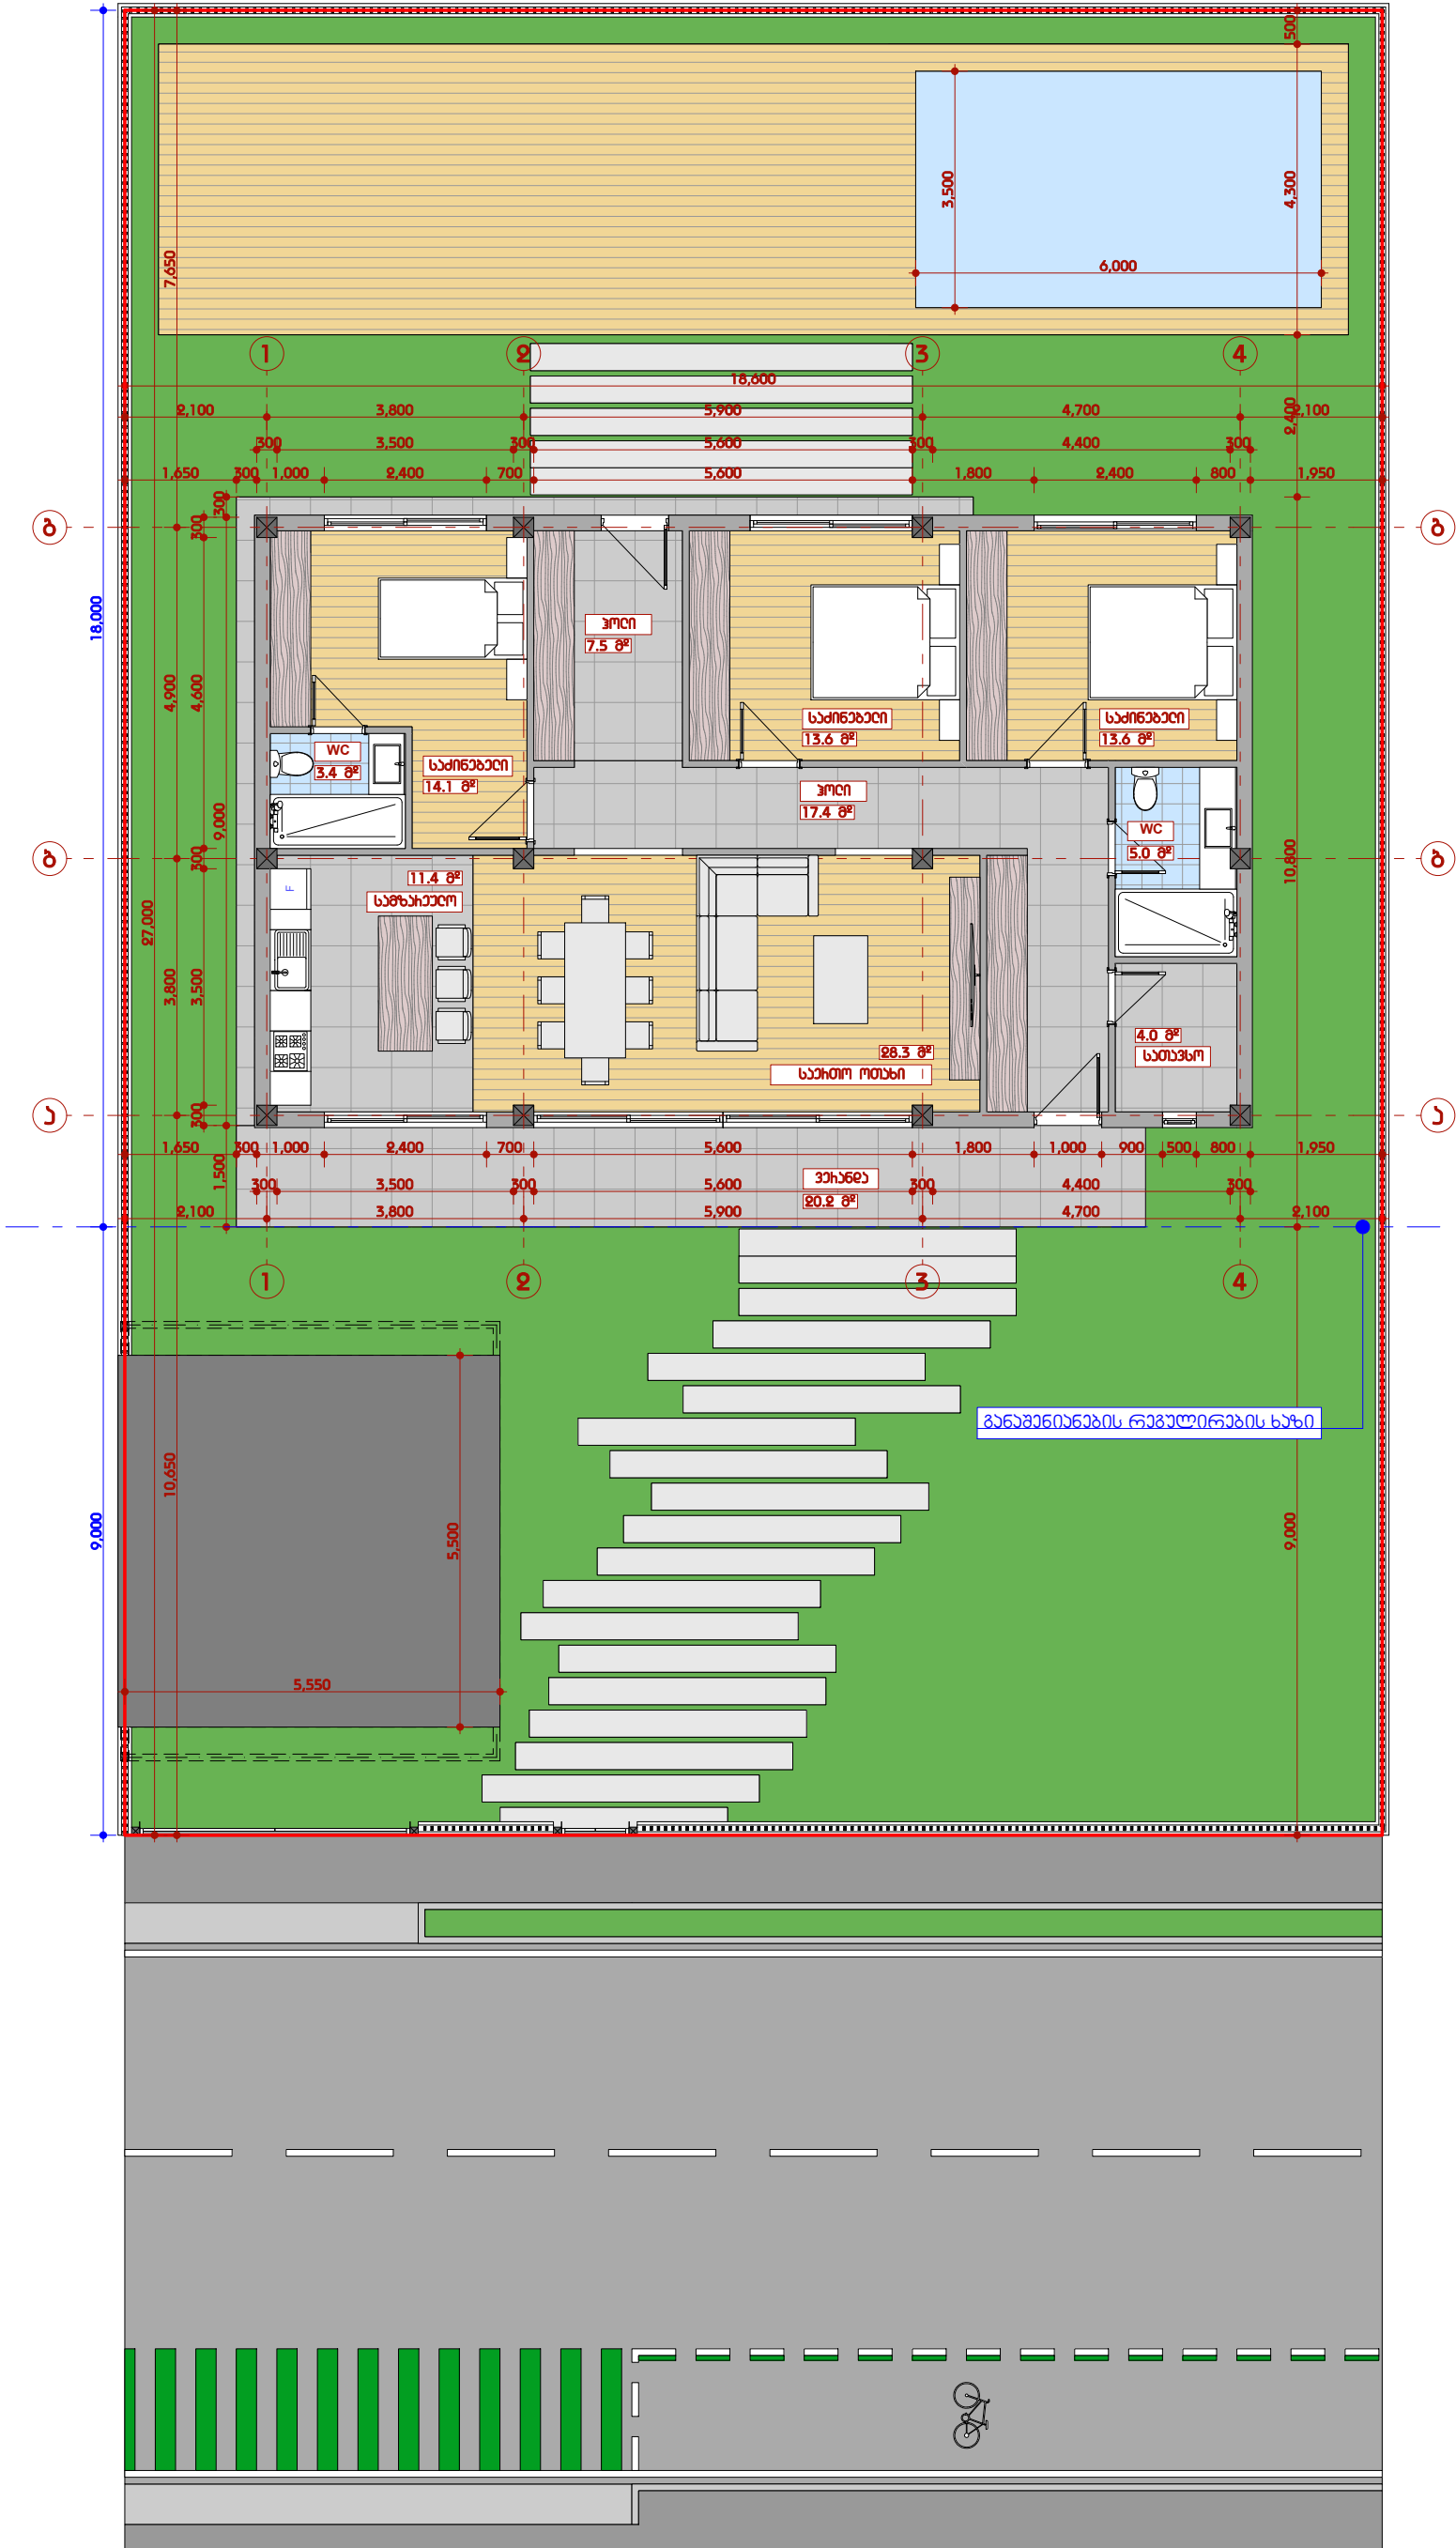 500
3,500
4,300
7,650
6,000
1
2
3
4
18,600
2,100
3,800
5,900
4,700
2,100
2,400
300
3,500
300
5,600
300
4,400
300
1,650
300
1,000
2,400
700
5,600
1,800
2,400
800
1,950
300
ბ
300
ბ
18,000
ჰოლი
7.5 მ²
4,900
4,600
საძინებელი
13.6 მ²
საძინებელი
13.6 მ²
WC
3.4 მ²
საძინებელი
14.1 მ²
ჰოლი
17.4 მ²
9,000
WC
5.0 მ²
ბ
300
10,800
ბ
F
11.4 მ²
სამზარეულო
27,000
3,800
3,500
4.0 მ²
სათავსო
28.3 მ²
საერთო ოთახი
ა
300
ა
1,650
300
1,000
2,400
700
5,600
1,800
1,000
900
500
800
1,950
1,500
ვერანდა
20.2 მ²
300
3,500
300
5,600
300
4,400
300
2,100
3,800
5,900
4,700
2,100
1
2
3
4
განაშენიანების რეგულირების ხაზი
10,650
9,000
5,500
9,000
5,550